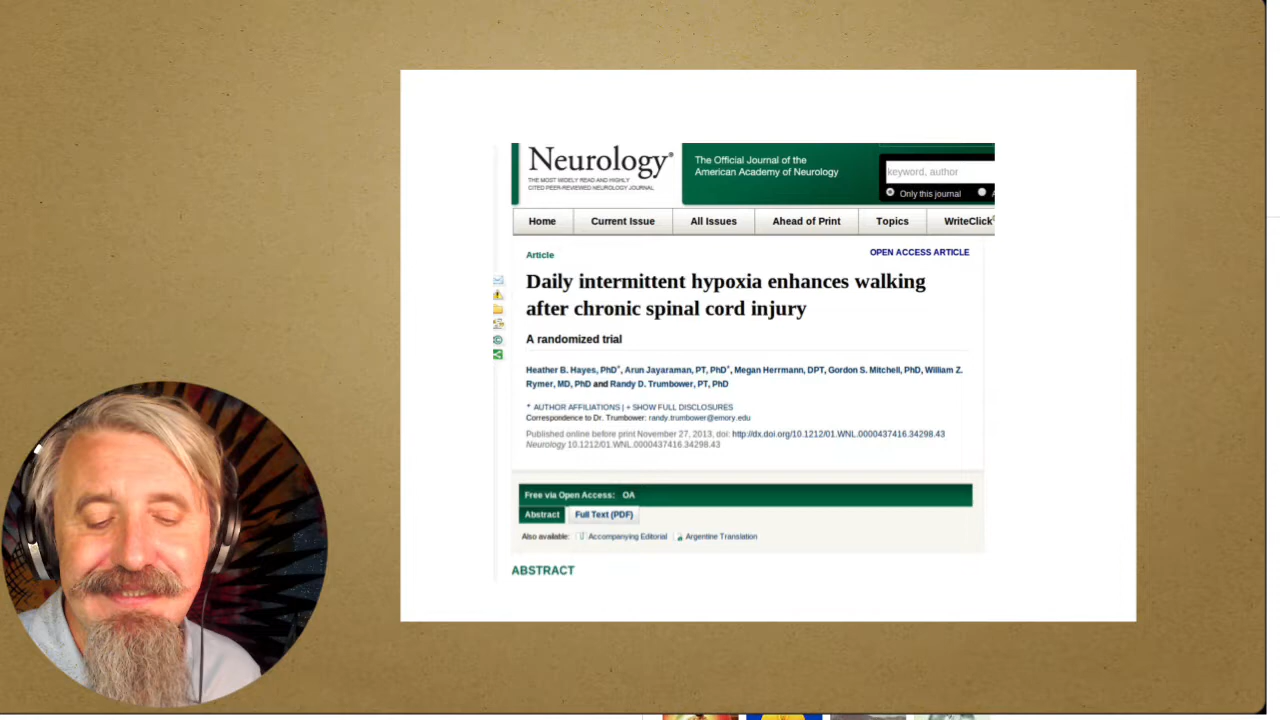 Neurology®
THE MOST WIDELY READ AND HIGHLY
CITED PEER-REVIEWED NEUROLOGY JOURNAL
The Official Journal of the
American Academy of Neurology
keyword, author
Only this journal
Home Current Issue All Issues Ahead of Print Topics WriteClick
Article
OPEN ACCESS ARTICLE
Daily intermittent hypoxia enhances walking
after chronic spinal cord injury
A randomized trial
Heather B. Hayes, PhD*, Arun Jayaraman, PT, PhD*, Megan Herrmann, DPT, Gordon S. Mitchell, PhD, William Z.
Rymer, MD, PhD and Randy D. Trumbower, PT, PhD
* AUTHOR AFFILIATIONS | + SHOW FULL DISCLOSURES
Correspondence to Dr. Trumbower: randy.trumbower@emory.edu
Published online before print November 27, 2013, doi: http://dx.doi.org/10.1212/01.WNL.0000437416.34298.43
Neurology 10.1212/01.WNL.0000437416.34298.43
Free via Open Access: OA
Abstract Full Text (PDF)
Also available: Accompanying Editorial Argentine Translation
ABSTRACT